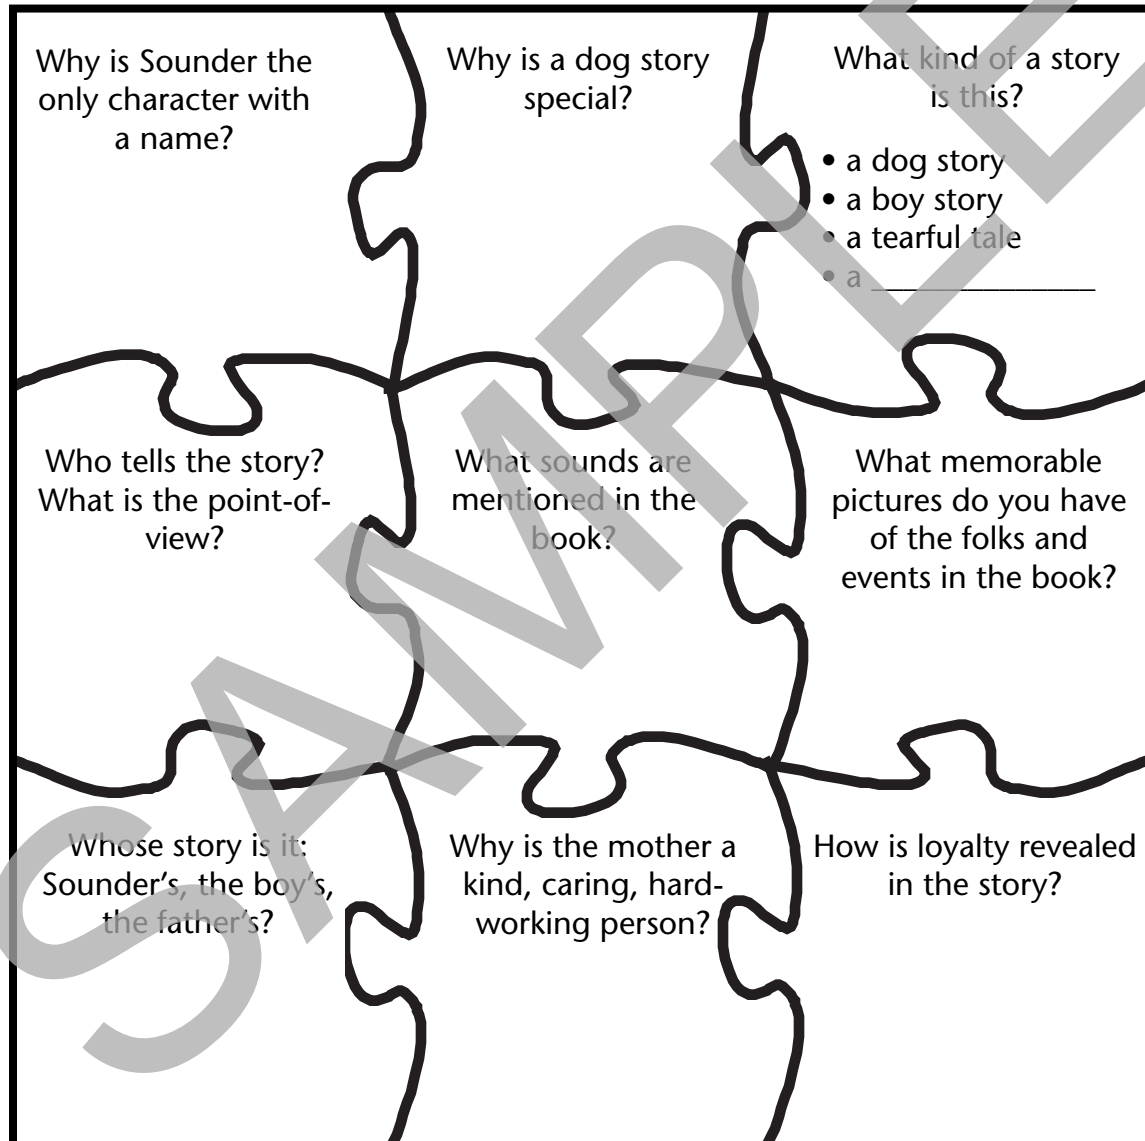 Why is Sounder the
only character with
a name?
Why is a dog story
special?
What kind of a story
is this?
• a dog story
• a boy story
• a tearful tale
• a ______________
Who tells the story?
What is the point-of-
view?
What sounds are
mentioned in the
book?
What memorable
pictures do you have
of the folks and
events in the book?
Whose story is it:
Sounder's, the boy's,
the father's?
Why is the mother a
kind, caring, hard-
working person?
How is loyalty revealed
in the story?
SAMPLE